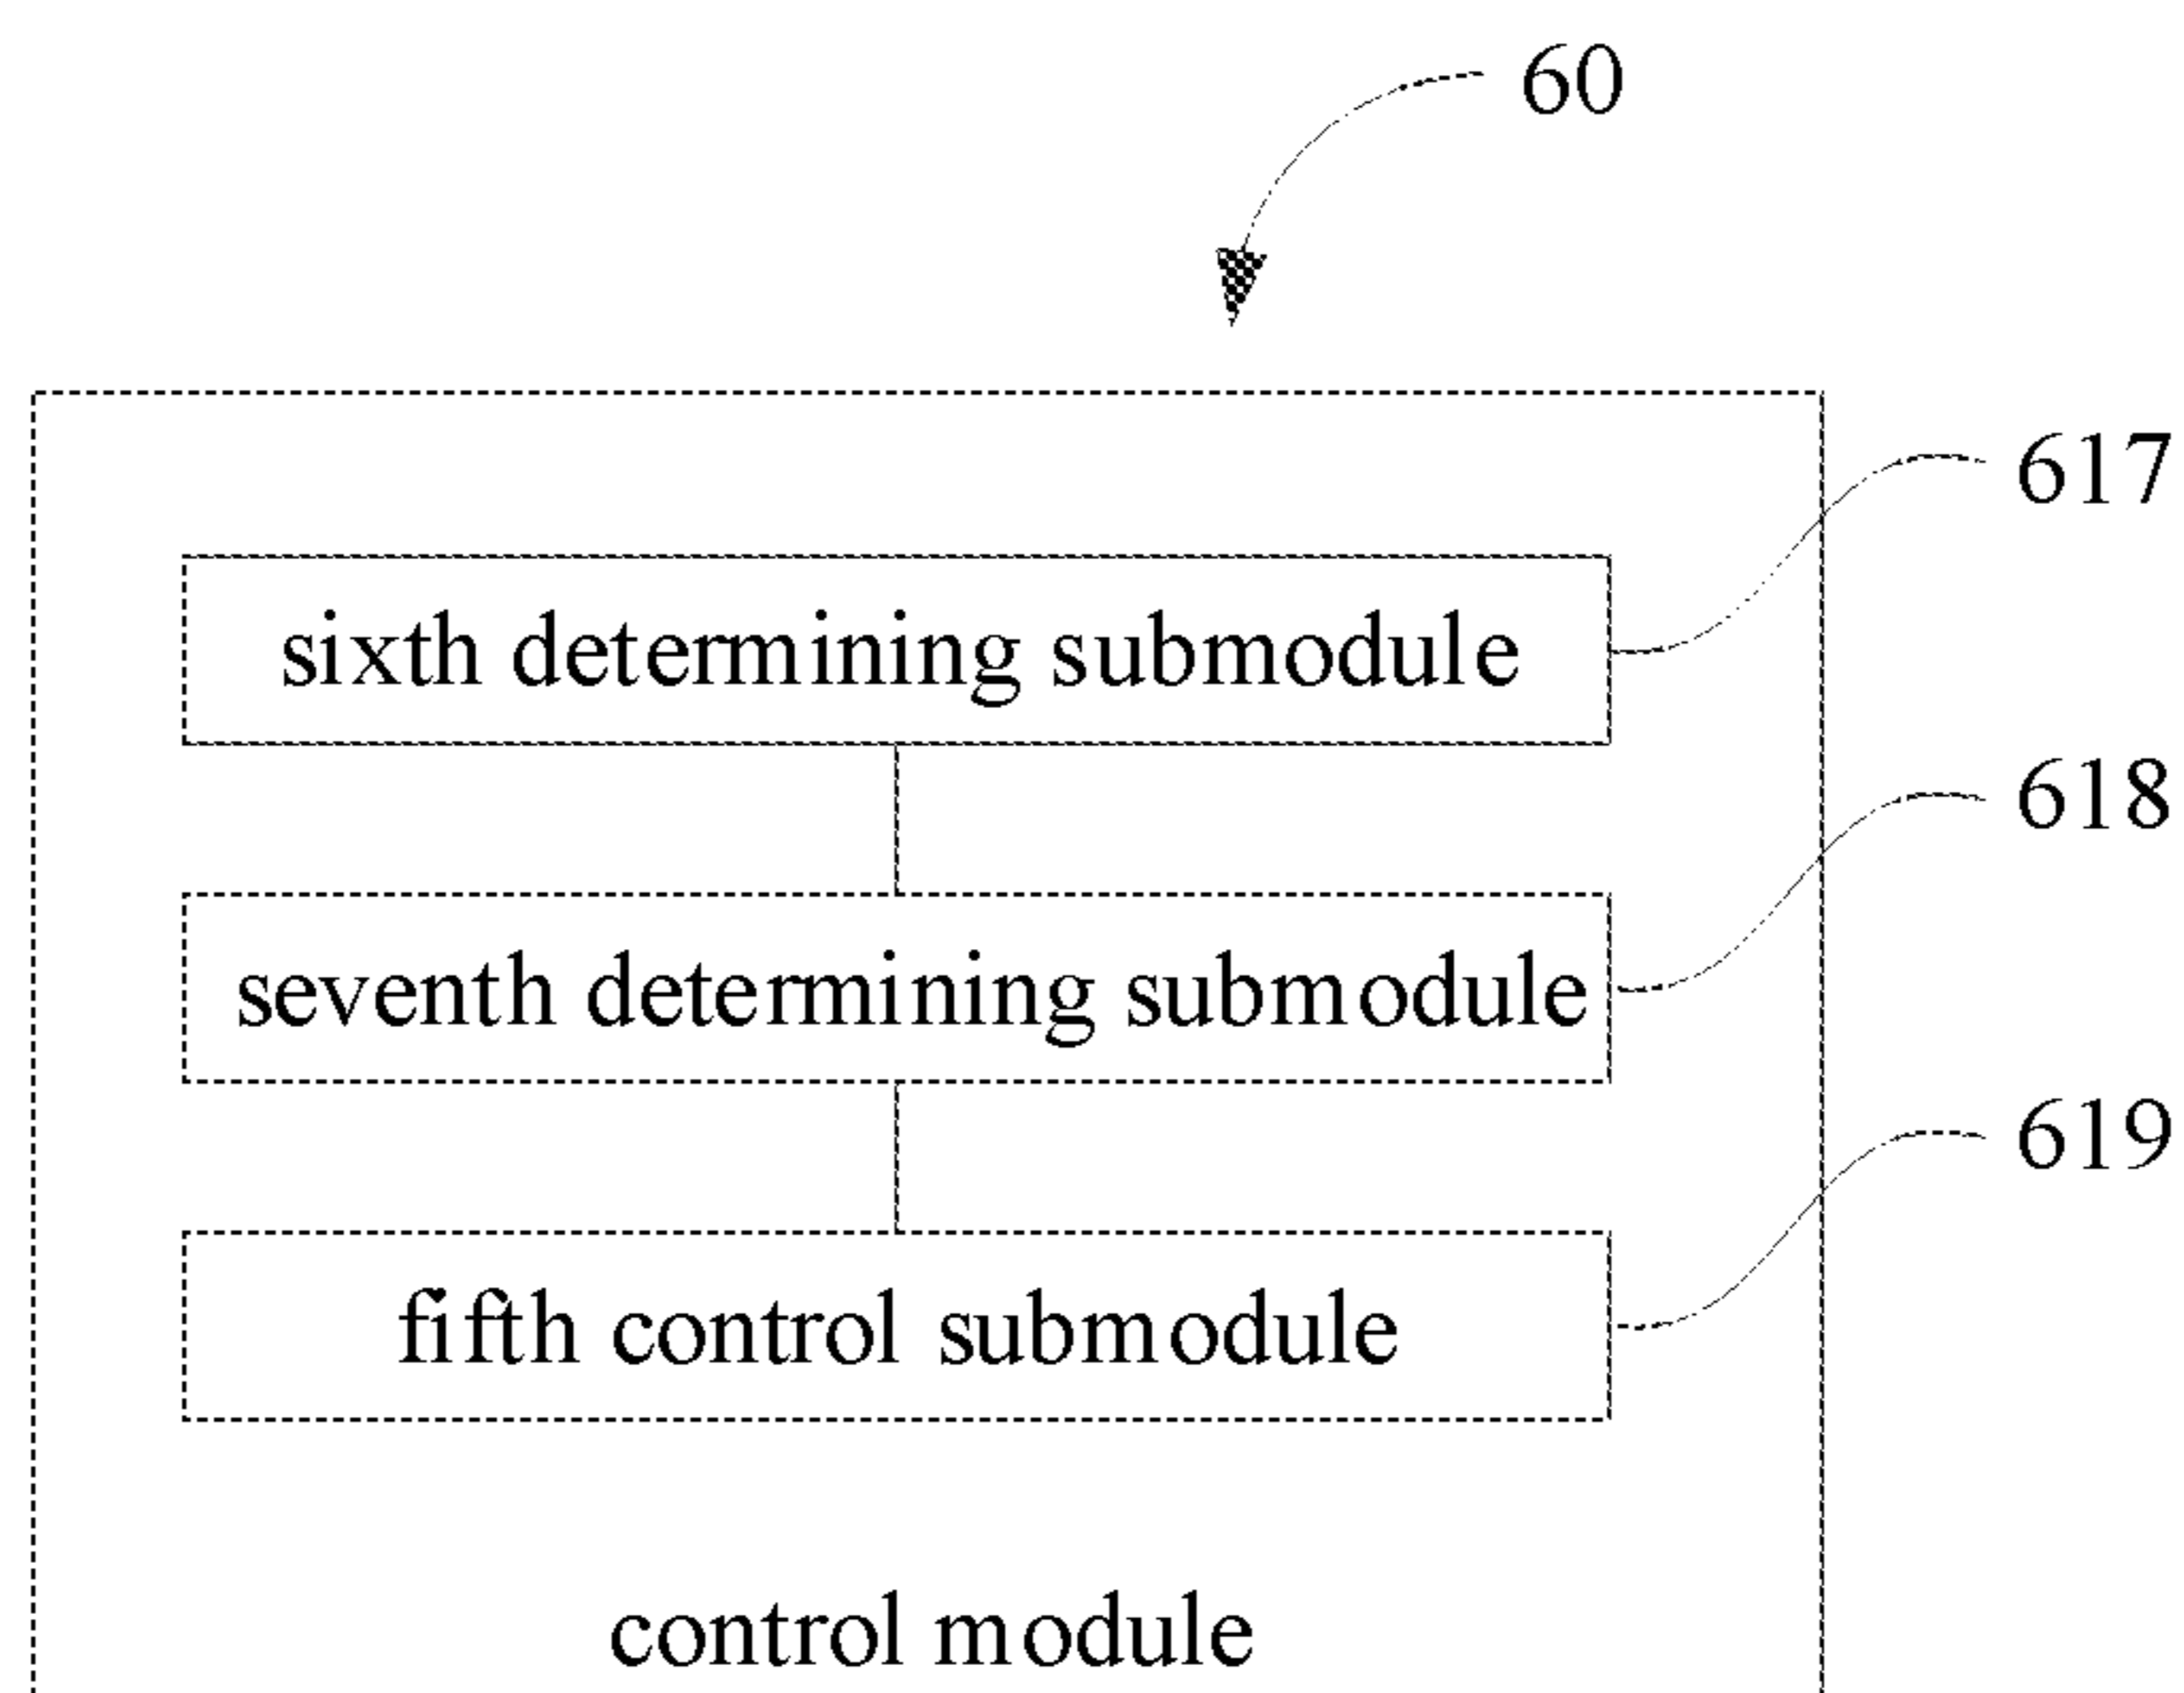 60
617
sixth determining submodule
618
seventh determining submodule
619
fifth control submodule
control module